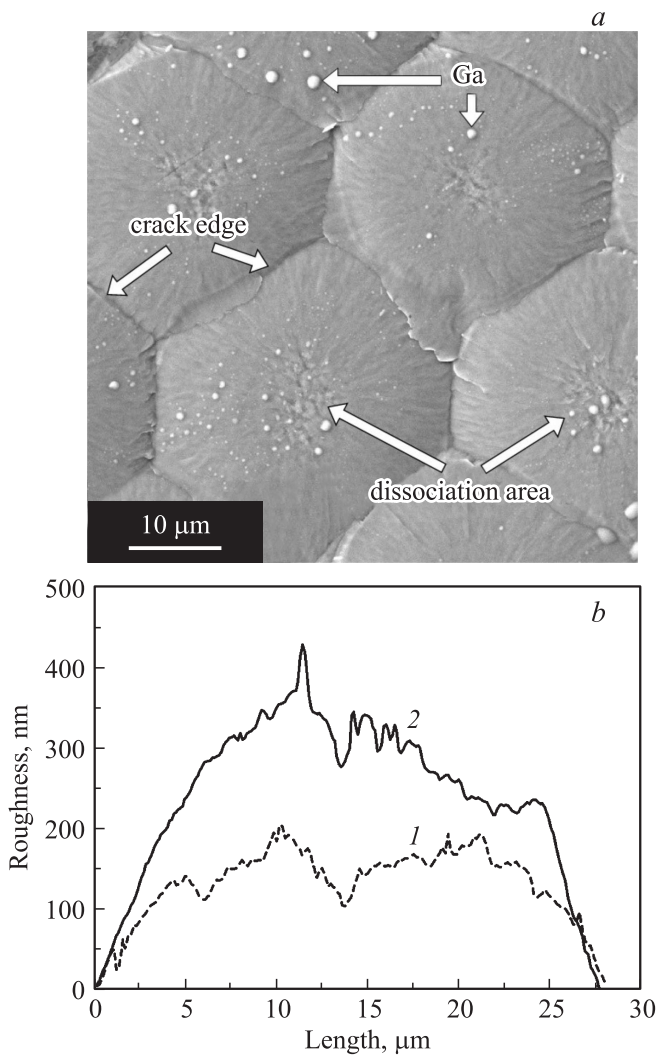 a
Ga
crack edge
dissociation area
10 μm
b
500
400
300
200
100
0
2
1
0 5 10 15 20 25 30
Roughness, nm
Length, μm